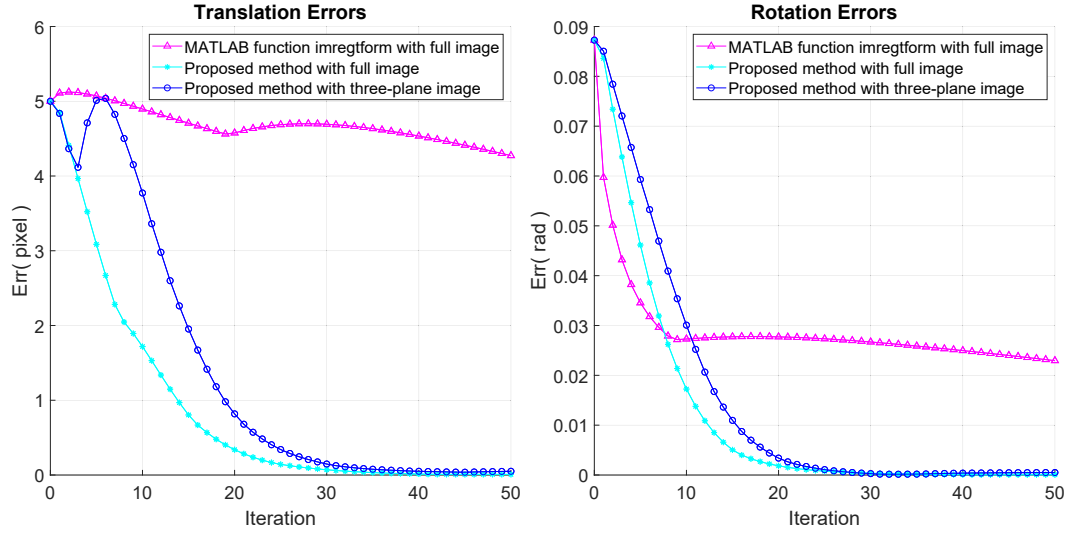 Translation Errors
6
5
4
3
2
1
0
Err( pixel )
0
10
20
30
40
50
Iteration
MATLAB function imregtform with full image
Proposed method with full image
Proposed method with three-plane image
Rotation Errors
0.09
0.08
0.07
0.06
0.05
0.04
0.03
0.02
0.01
0
Err( rad )
0
10
20
30
40
50
Iteration
MATLAB function imregtform with full image
Proposed method with full image
Proposed method with three-plane image